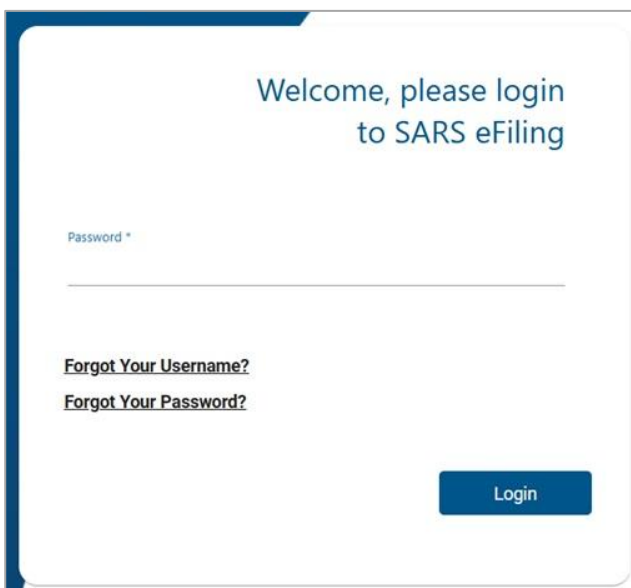 Welcome, please login
to SARS eFiling
Password *
Forgot Your Username?
Forgot Your Password?
Login